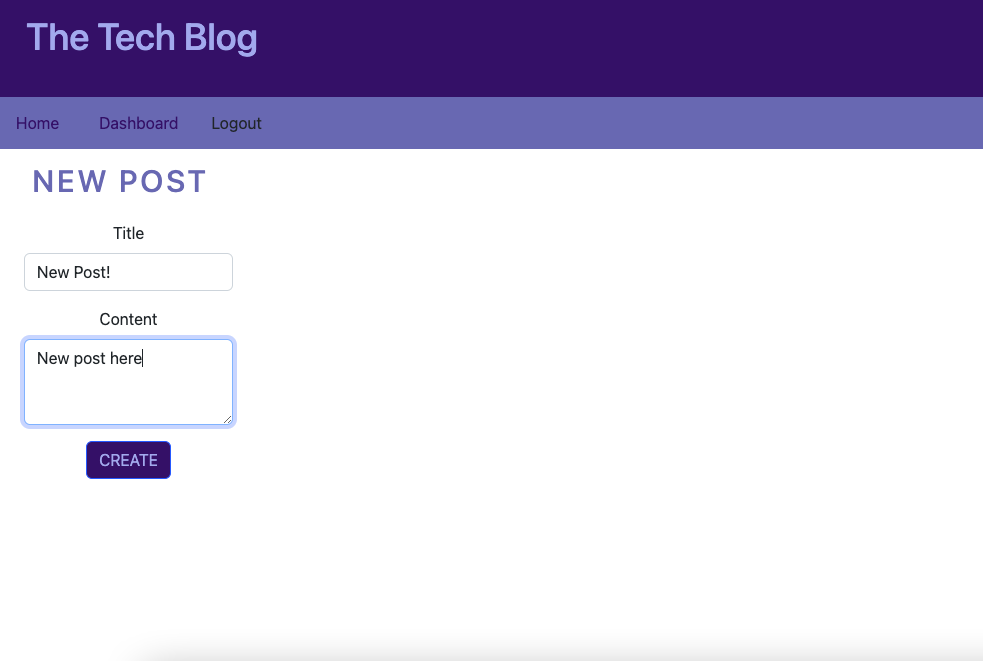 The Tech Blog
Home Dashboard Logout
NEW POST
Title
New Post!
Content
New post here
CREATE